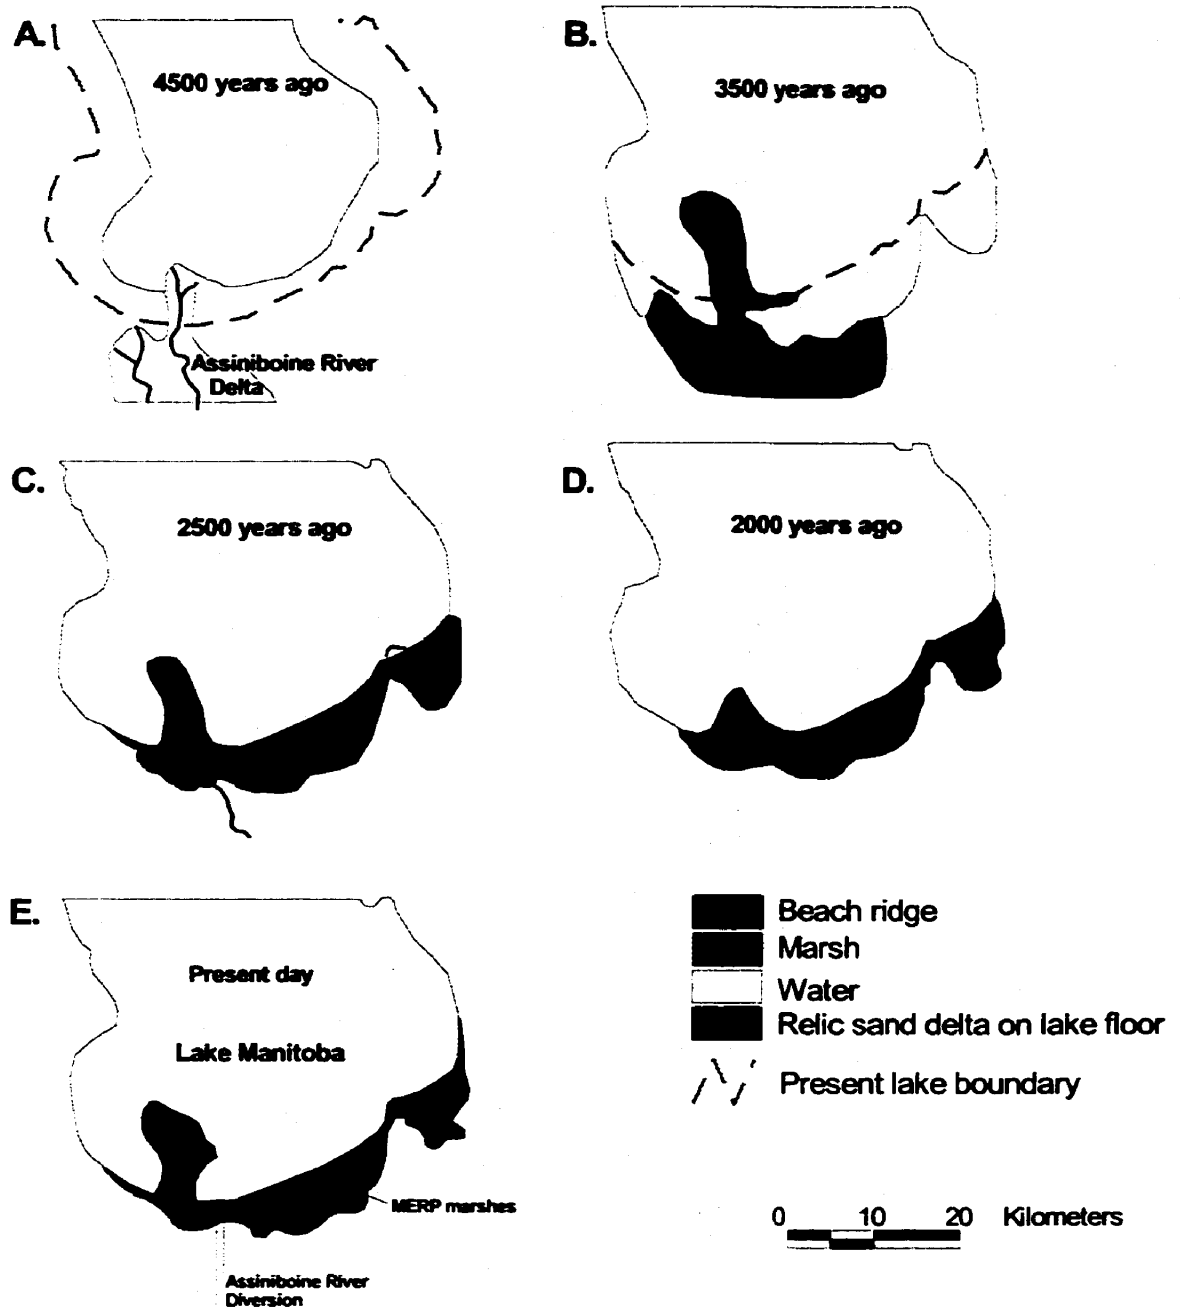 A.
4500 years ago
Assiniboine River
Delta
B.
3500 years ago
C.
2500 years ago
D.
2000 years ago
E.
Present day
Lake Manitoba
MERP marshes
Assiniboine River
Diversion
Beach ridge
Marsh
Water
Relic sand delta on lake floor
Present lake boundary
0 10 20 Kilometers